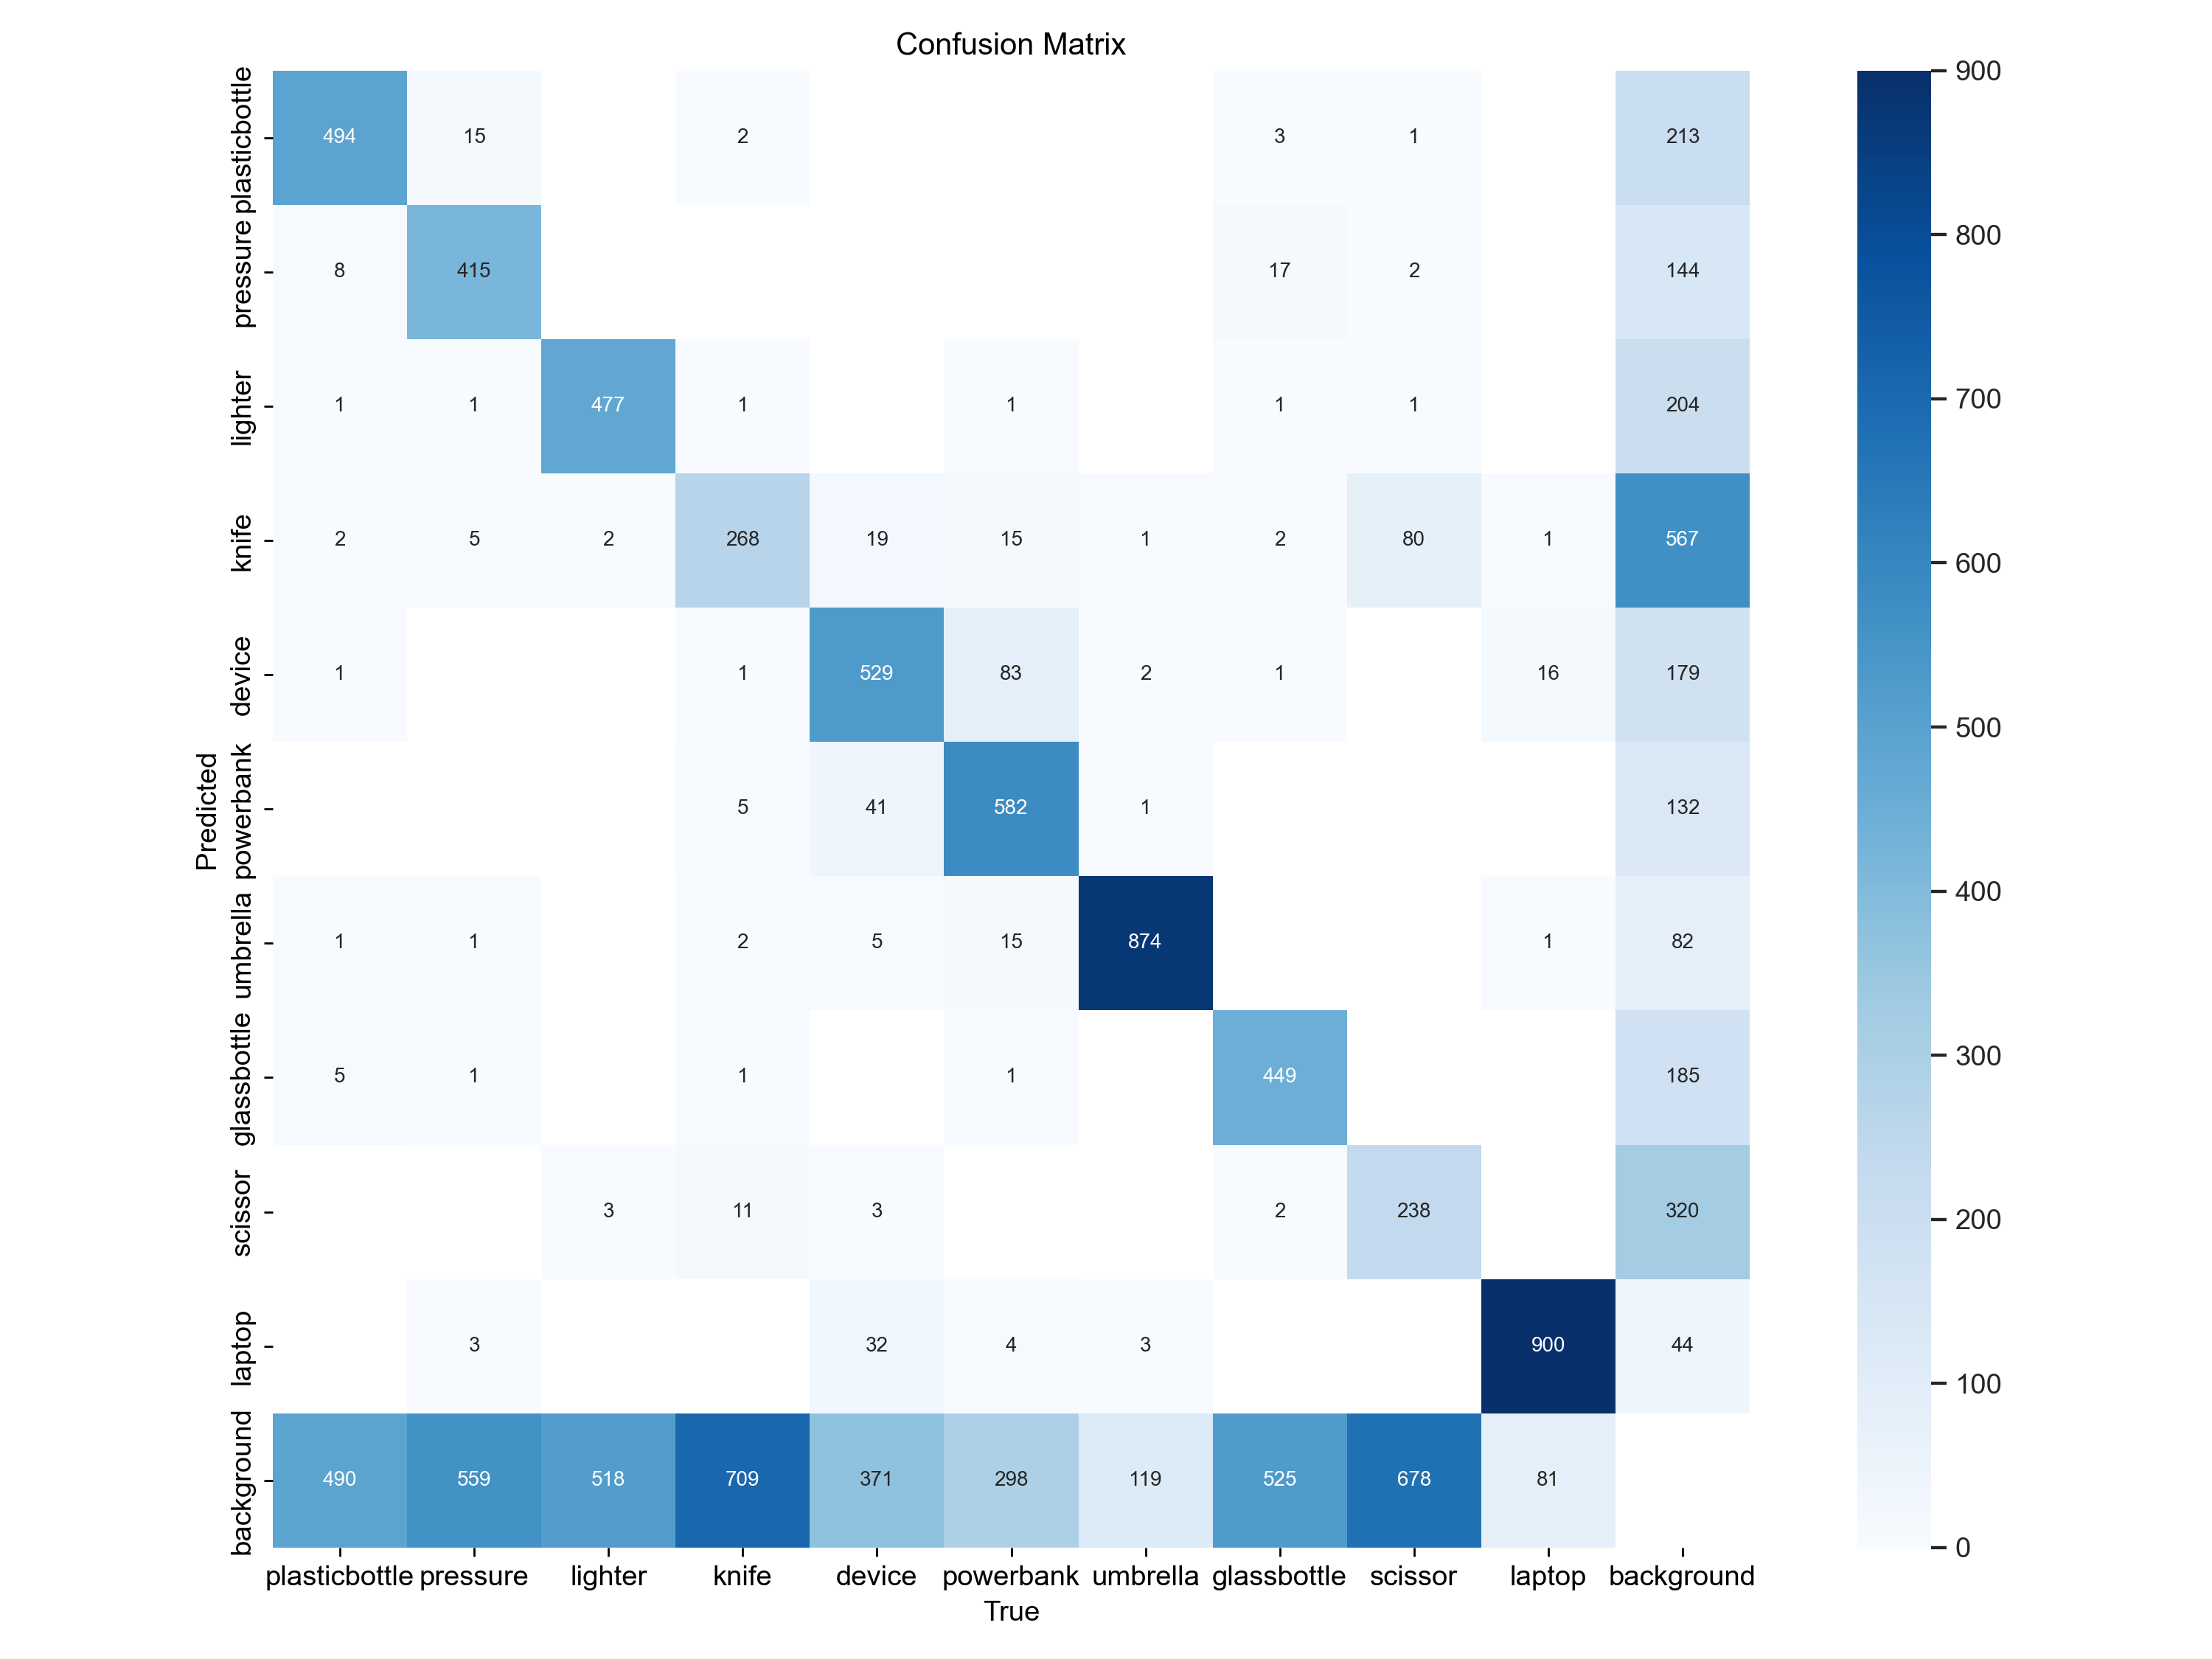 Confusion Matrix
plasticbottle 494 15 2 3 1 213
pressure 8 415 17 2 144
lighter 1 1 477 1 1 1 1 204
knife 2 5 2 268 19 15 1 2 80 1 567
device 1 1 529 83 2 1 16 179
powerbank 5 41 582 1 132
umbrella 1 1 2 5 15 874 1 82
glassbottle 5 1 1 1 449 185
scissor 3 11 3 2 238 320
laptop 3 32 4 3 900 44
background 490 559 518 709 371 298 119 525 678 81
plasticbottle pressure lighter knife device powerbank umbrella glassbottle scissor laptop background
True
Predicted
900
800
700
600
500
400
300
200
100
0